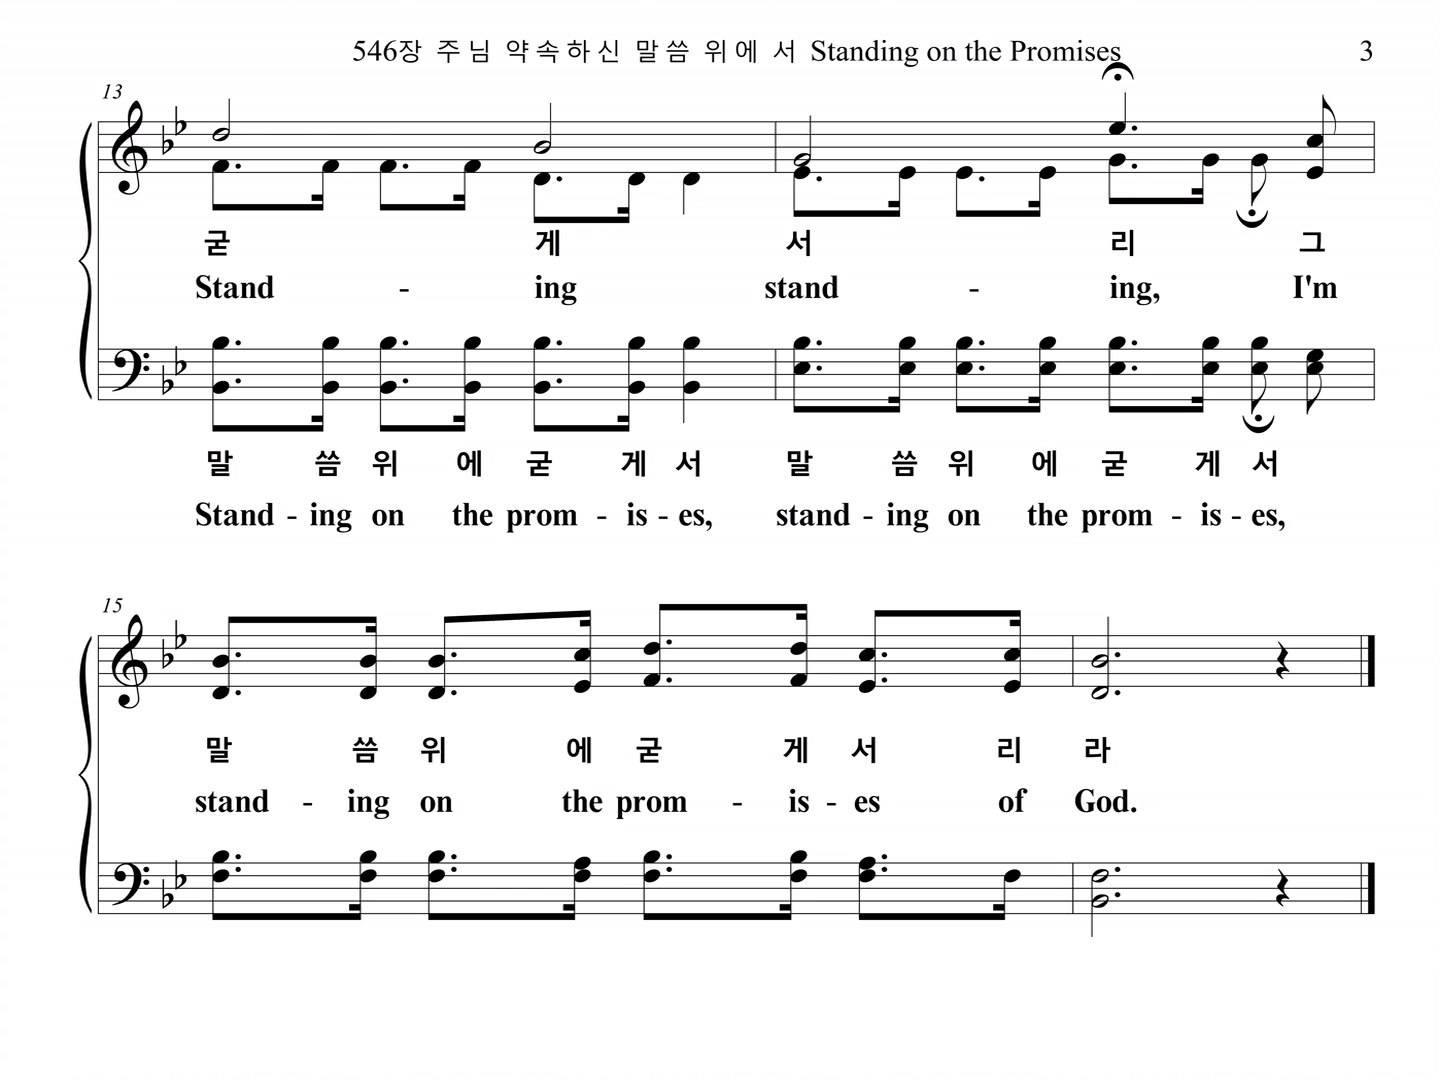 546장 주 님 약 속 하 신 말 씀 위 에 서 Standing on the Promises 3
13
굳 게 서 리 그
Stand - ing stand - ing, I'm
말 씀 위 에 굳 게 서 말 씀 위 에 굳 게 서
Stand - ing on the prom - is - es, stand - ing on the prom - is - es,
15
말 씀 위 에 굳 게 서 리 라
stand - ing on the prom - is - es of God.